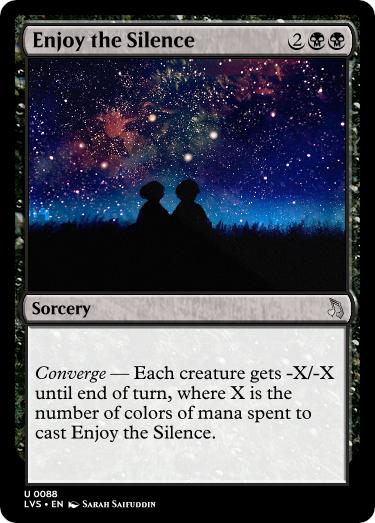 Enjoy the Silence 2
Sorcery
Converge — Each creature gets -X/-X
until end of turn, where X is the
number of colors of mana spent to
cast Enjoy the Silence.
U 0088
LVS • EN Sarah Saifuddin